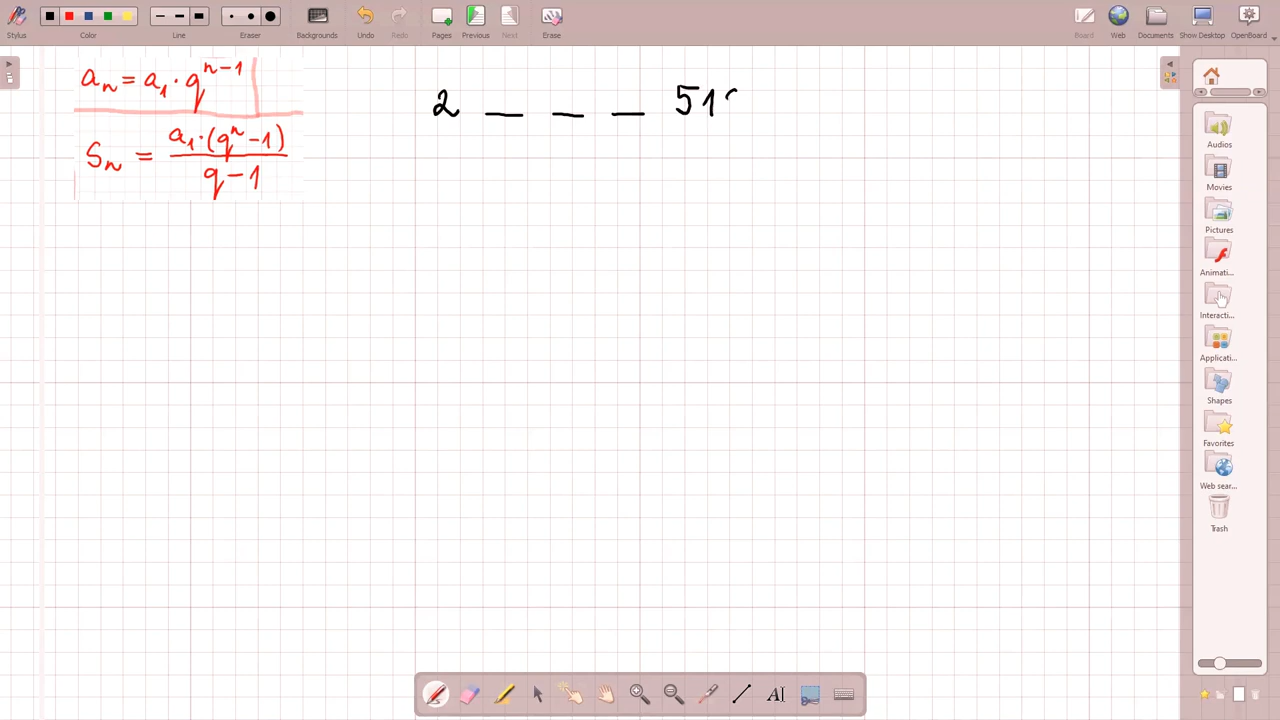 Stylus Color Line Eraser Backgrounds Undo Redo Pages Previous Next Erase Board Web Documents Show Desktop OpenBoard
aₙ = a₁ · qⁿ⁻¹
Sₙ = a₁·(qⁿ − 1) / q − 1
2 _ _ _ 51
Audios
Movies
Pictures
Animati...
Interacti...
Applicati...
Shapes
Favorites
Web sear...
Trash